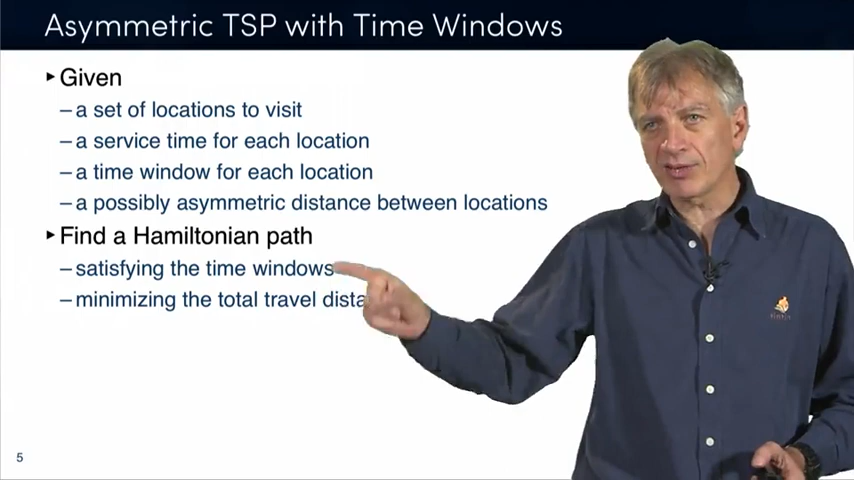 Asymmetric TSP with Time Windows
▸Given
–a set of locations to visit
–a service time for each location
–a time window for each location
–a possibly asymmetric distance between locations
▸Find a Hamiltonian path
–satisfying the time windows
–minimizing the total travel
5